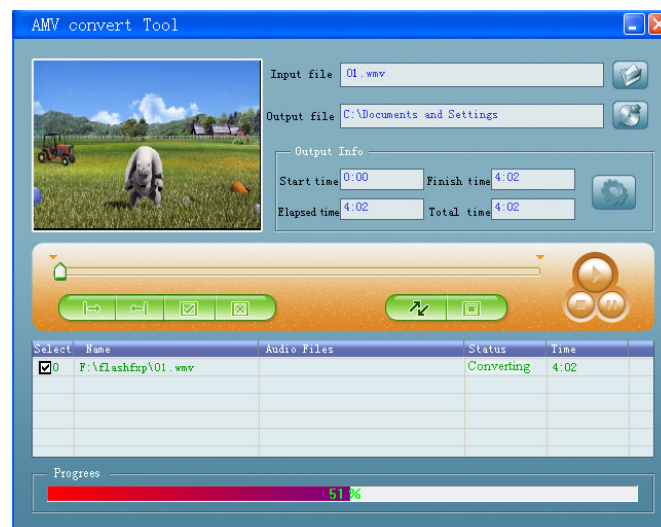 AMV convert Tool
Input file 01.wmv
Output file C:\Documents and Settings
Output Info
Start time 0:00 Finish time 4:02
Elapsed time 4:02 Total time 4:02
Select Name Audio Files Status Time
0 F:\flashfxp\01.wmv Converting 4:02
Progrees
51 %